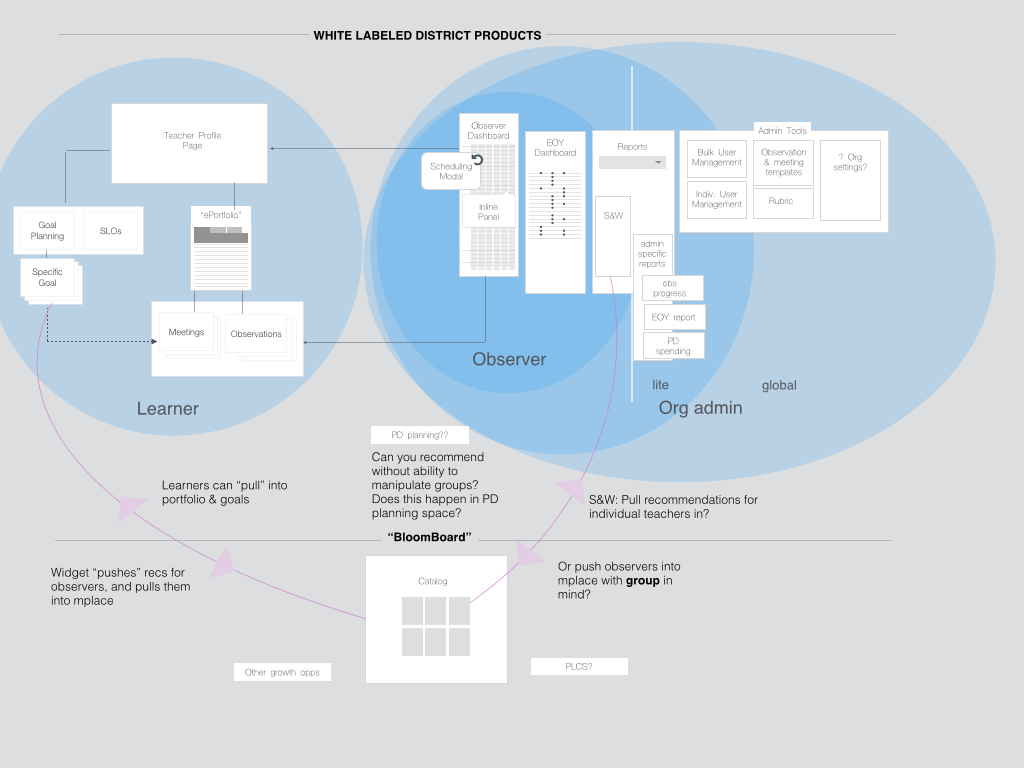 WHITE LABELED DISTRICT PRODUCTS
Teacher Profile
Page
Goal
Planning
SLOs
Specific
Goal
“ePortfolio”
Meetings
Observations
Learner
Observer
Dashboard
Scheduling
Modal
Inline
Panel
EOY
Dashboard
Reports
S&W
admin
specific
reports
obs
progress
EOY report
PD
spending
Admin Tools
Bulk User
Management
Observation
& meeting
templates
? Org
settings?
Indiv. User
Management
Rubric
Observer
lite
global
Org admin
PD planning??
Can you recommend
without ability to
manipulate groups?
Does this happen in PD
planning space?
Learners can “pull” into
portfolio & goals
S&W: Pull recommendations for
individual teachers in?
“BloomBoard”
Widget “pushes” recs for
observers, and pulls them
into mplace
Or push observers into
mplace with group in
mind?
Catalog
Other growth opps
PLCS?